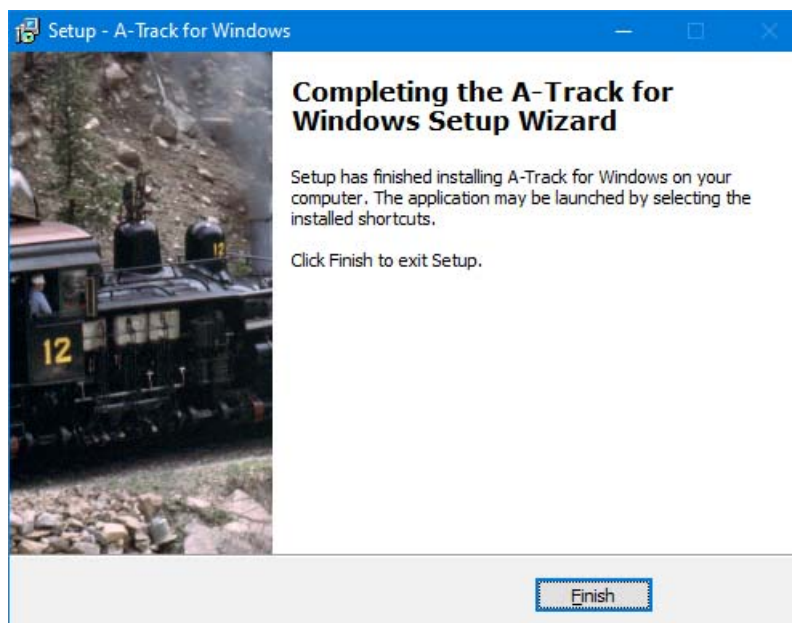 Setup - A-Track for Windows
Completing the A-Track for
Windows Setup Wizard
Setup has finished installing A-Track for Windows on your
computer. The application may be launched by selecting the
installed shortcuts.
Click Finish to exit Setup.
12
12
Finish